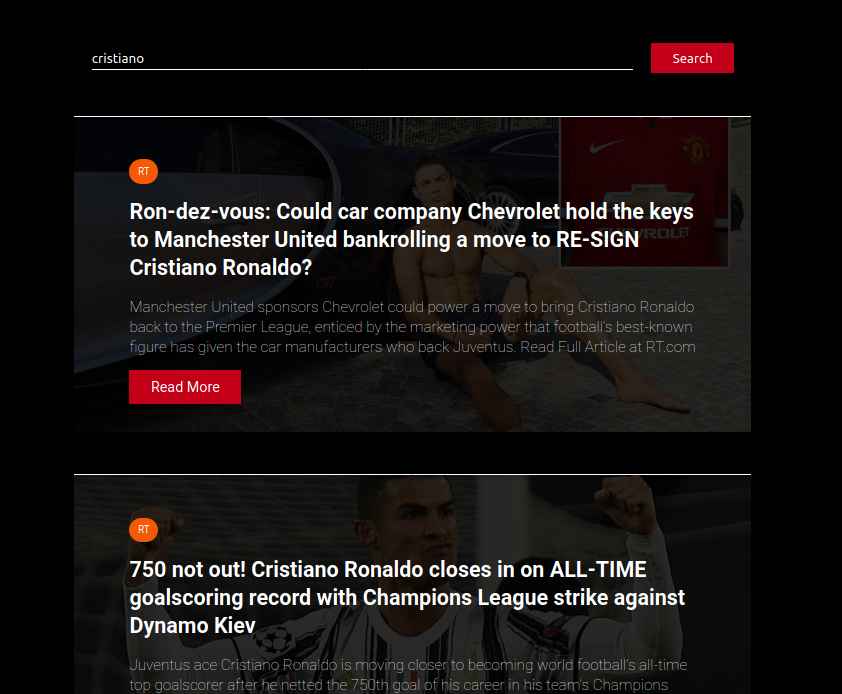 cristiano
Search
RT
Ron-dez-vous: Could car company Chevrolet hold the keys
to Manchester United bankrolling a move to RE-SIGN
Cristiano Ronaldo?
CHEVROLET
Manchester United sponsors Chevrolet could power a move to bring Cristiano Ronaldo
back to the Premier League, enticed by the marketing power that football's best-known
figure has given the car manufacturers who back Juventus. Read Full Article at RT.com
Read More
RT
750 not out! Cristiano Ronaldo closes in on ALL-TIME
goalscoring record with Champions League strike against
Dynamo Kiev
Juventus ace Cristiano Ronaldo is moving closer to becoming world football's all-time
top goalscorer after he netted the 750th goal of his career in his team's Champions